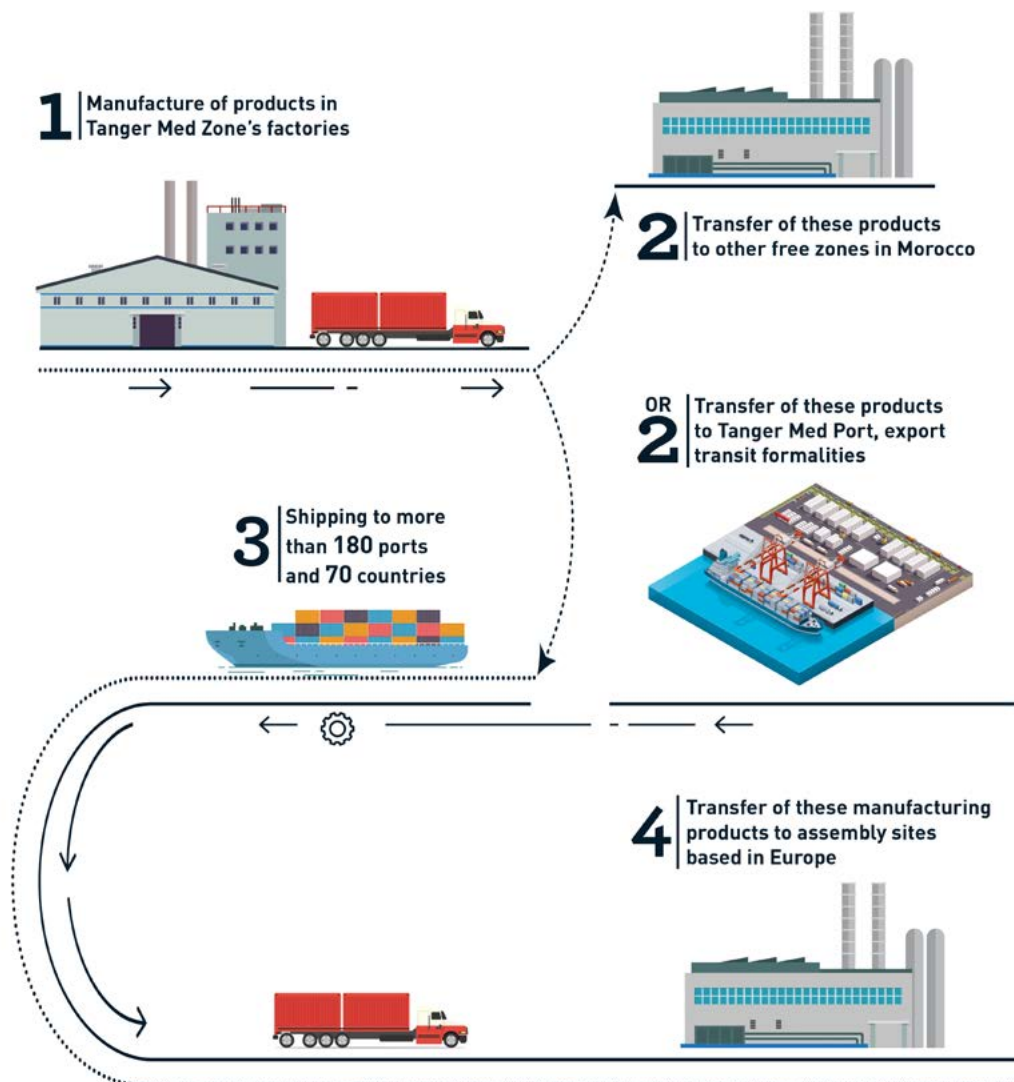 1
Manufacture of products in
Tanger Med Zone's factories
2
Transfer of these products
to other free zones in Morocco
OR
2
Transfer of these products
to Tanger Med Port, export
transit formalities
3
Shipping to more
than 180 ports
and 70 countries
4
Transfer of these manufacturing
products to assembly sites
based in Europe